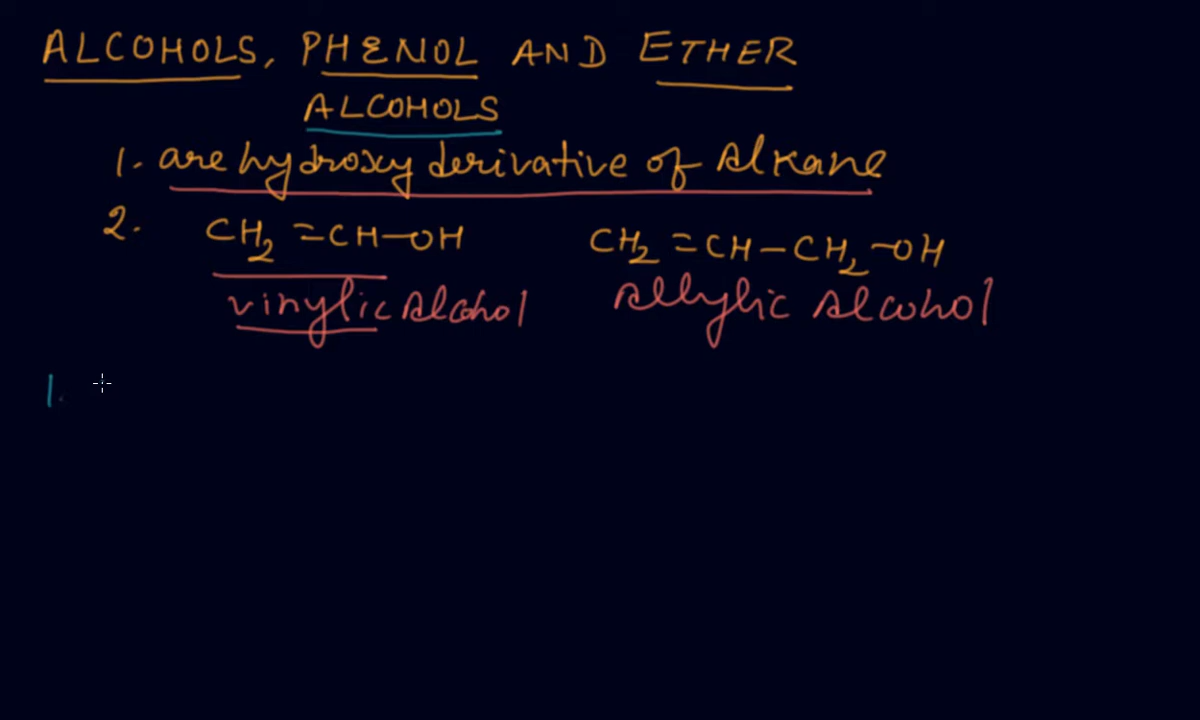 ALCOHOLS, PHENOL AND ETHER
ALCOHOLS
1. are hydroxy derivative of Alkane
2. CH₂=CH-OH CH₂=CH-CH₂-OH
vinylic Alcohol Allylic Alcohol
1.